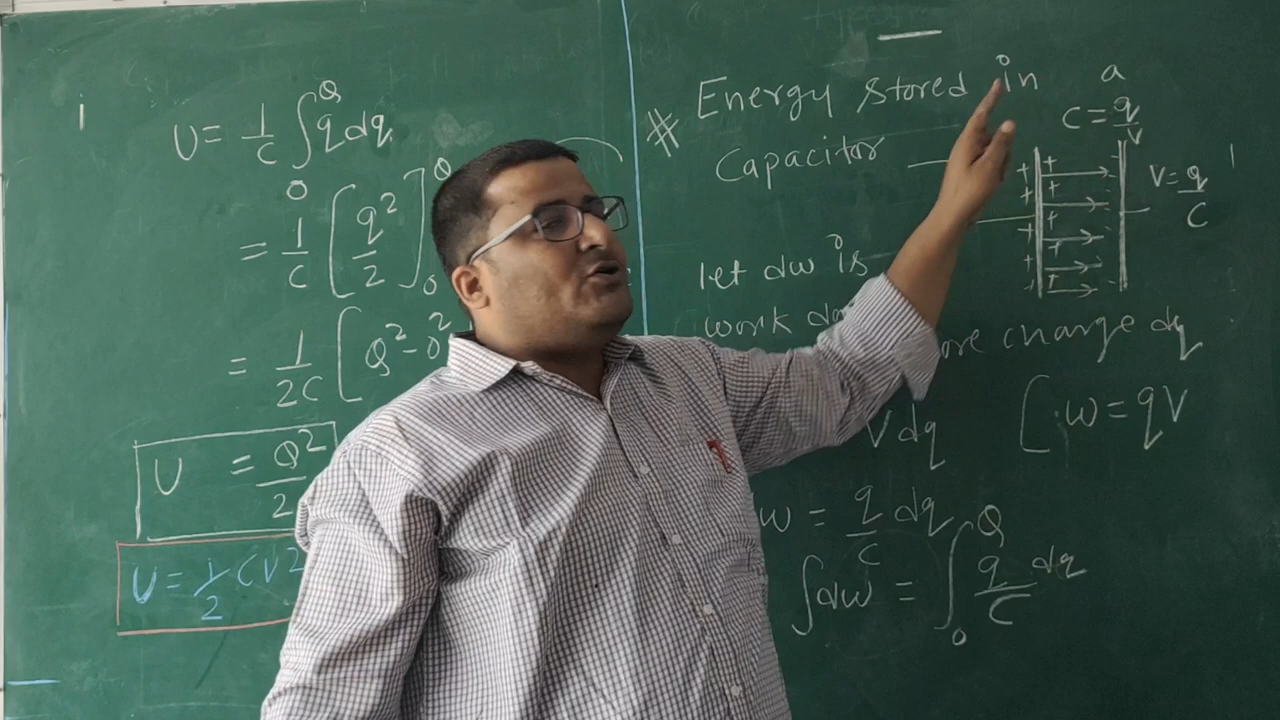 i
U = 1/C ∫₀^Q q dq
= 1/C [q²/2]₀^Q
= 1/2C [Q² - 0²
U = Q²/2
U = 1/2 CV²
# Energy stored in a
Capacitor
C = q/V
V = q/C
let dw is
work
charge dq
V dq [ w = qV
w = q/C dq
∫dw = ∫₀^Q q/C dq